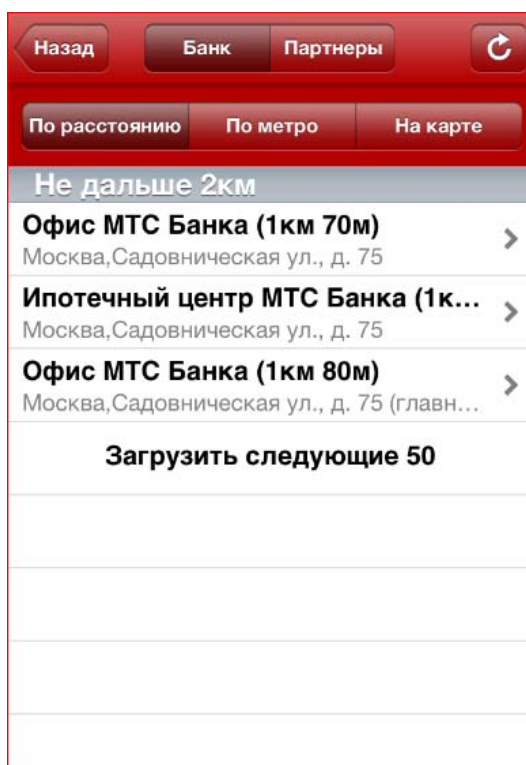 Назад
Банк
Партнеры
По расстоянию
По метро
На карте
Не дальше 2км
Офис МТС Банка (1км 70м)
Москва,Садовническая ул., д. 75
Ипотечный центр МТС Банка (1к...
Москва,Садовническая ул., д. 75
Офис МТС Банка (1км 80м)
Москва,Садовническая ул., д. 75 (главн...
Загрузить следующие 50